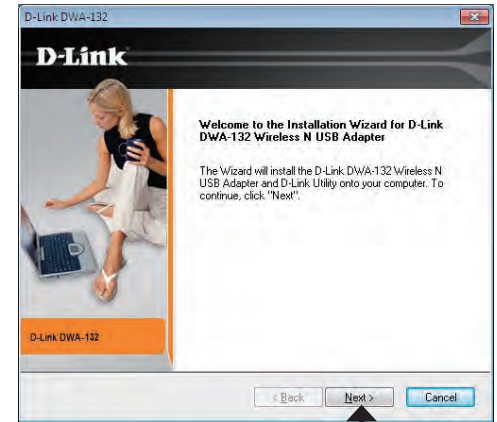 D-Link DWA-132
D-Link
Welcome to the Installation Wizard for D-Link
DWA-132 Wireless N USB Adapter
The Wizard will install the D-Link DWA-132 Wireless N
USB Adapter and D-Link Utility onto your computer. To
continue, click "Next".
D-Link DWA-132
< Back
Next >
Cancel